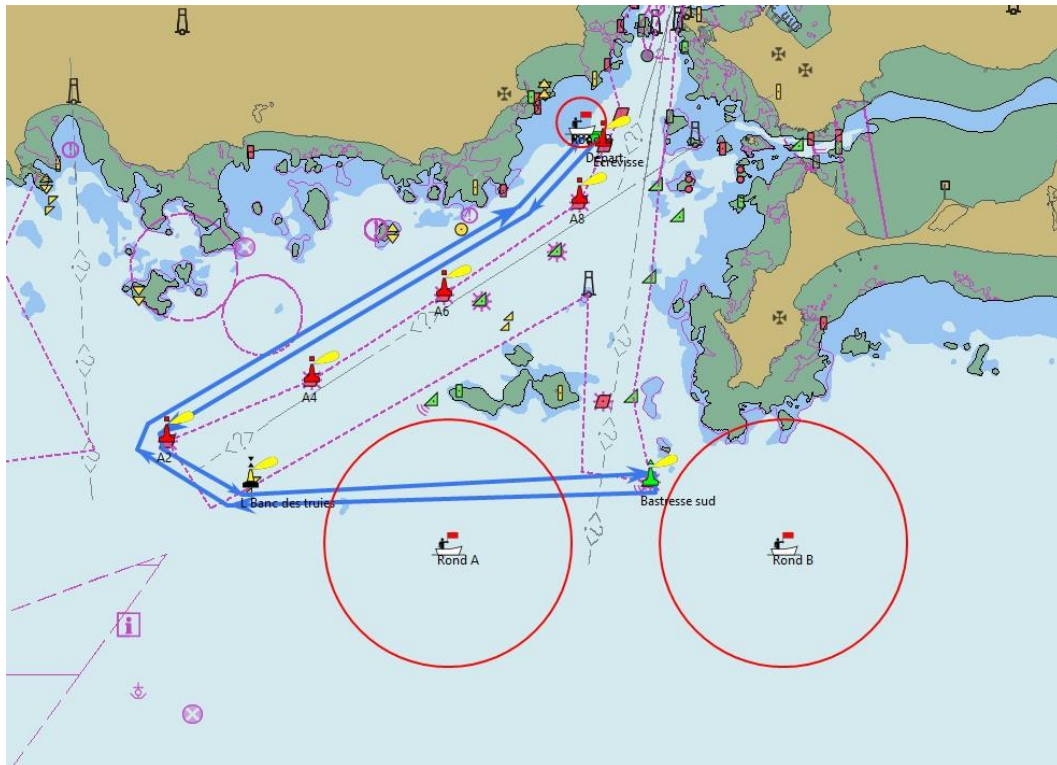 Départ
Ecrevisse
A8
A6
A4
A2
L Banc des truies
Bastresse sud
Rond A
Rond B
i